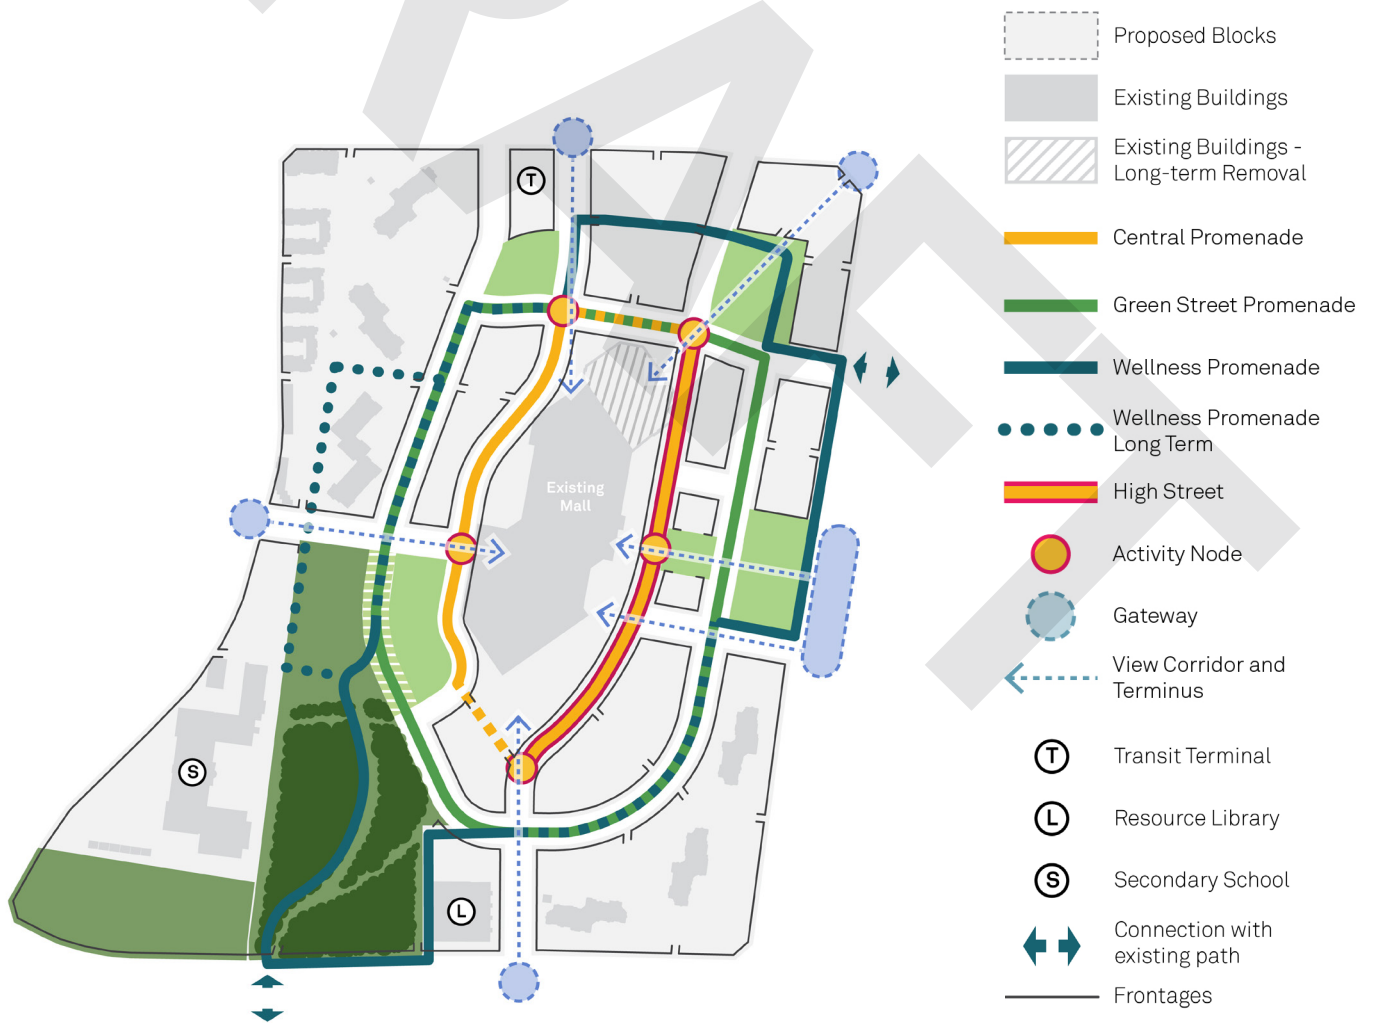 Proposed Blocks
Existing Buildings
Existing Buildings -
Long-term Removal
Central Promenade
Green Street Promenade
Wellness Promenade
Wellness Promenade
Long Term
High Street
Activity Node
Gateway
View Corridor and
Terminus
T
Transit Terminal
L
Resource Library
S
Secondary School
Connection with
existing path
Frontages
T
Existing
Mall
S
L
DRAFT